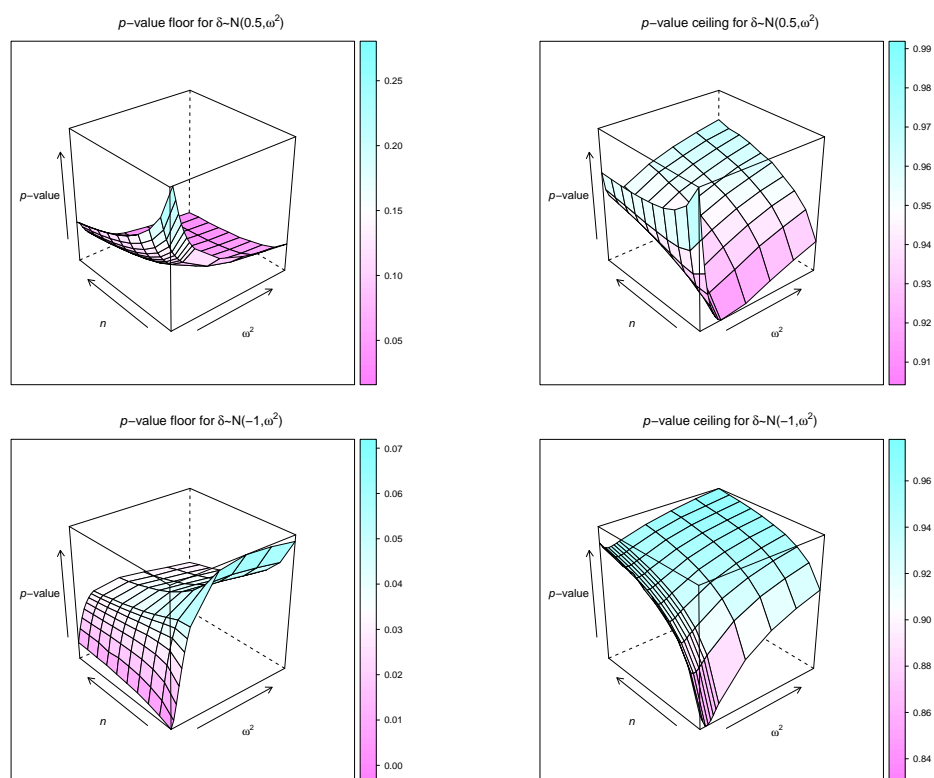 p−value floor for δ~N(0.5,ω²)
p−value
n
ω²
0.25
0.20
0.15
0.10
0.05
p−value ceiling for δ~N(0.5,ω²)
p−value
n
ω²
0.99
0.98
0.97
0.96
0.95
0.94
0.93
0.92
0.91
p−value floor for δ~N(−1,ω²)
p−value
n
ω²
0.07
0.06
0.05
0.04
0.03
0.02
0.01
0.00
p−value ceiling for δ~N(−1,ω²)
p−value
n
ω²
0.96
0.94
0.92
0.90
0.88
0.86
0.84